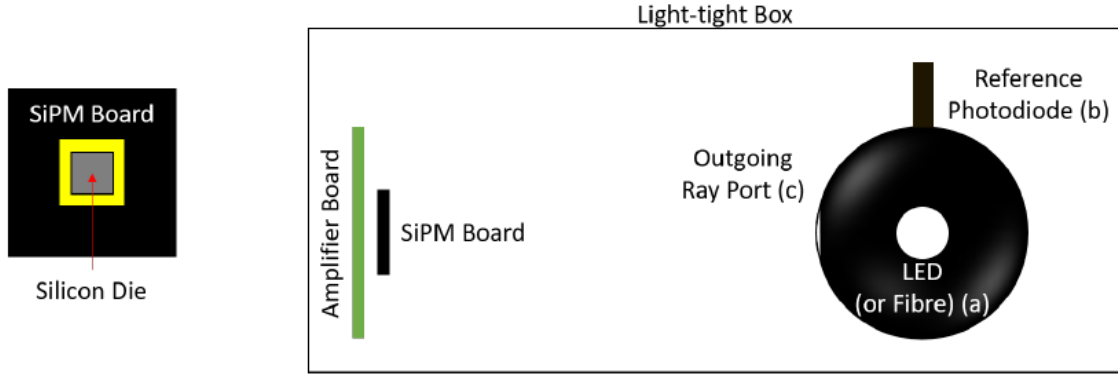 Light-tight Box
SiPM Board
Silicon Die
Amplifier Board
SiPM Board
Outgoing
Ray Port (c)
Reference
Photodiode (b)
LED
(or Fibre) (a)